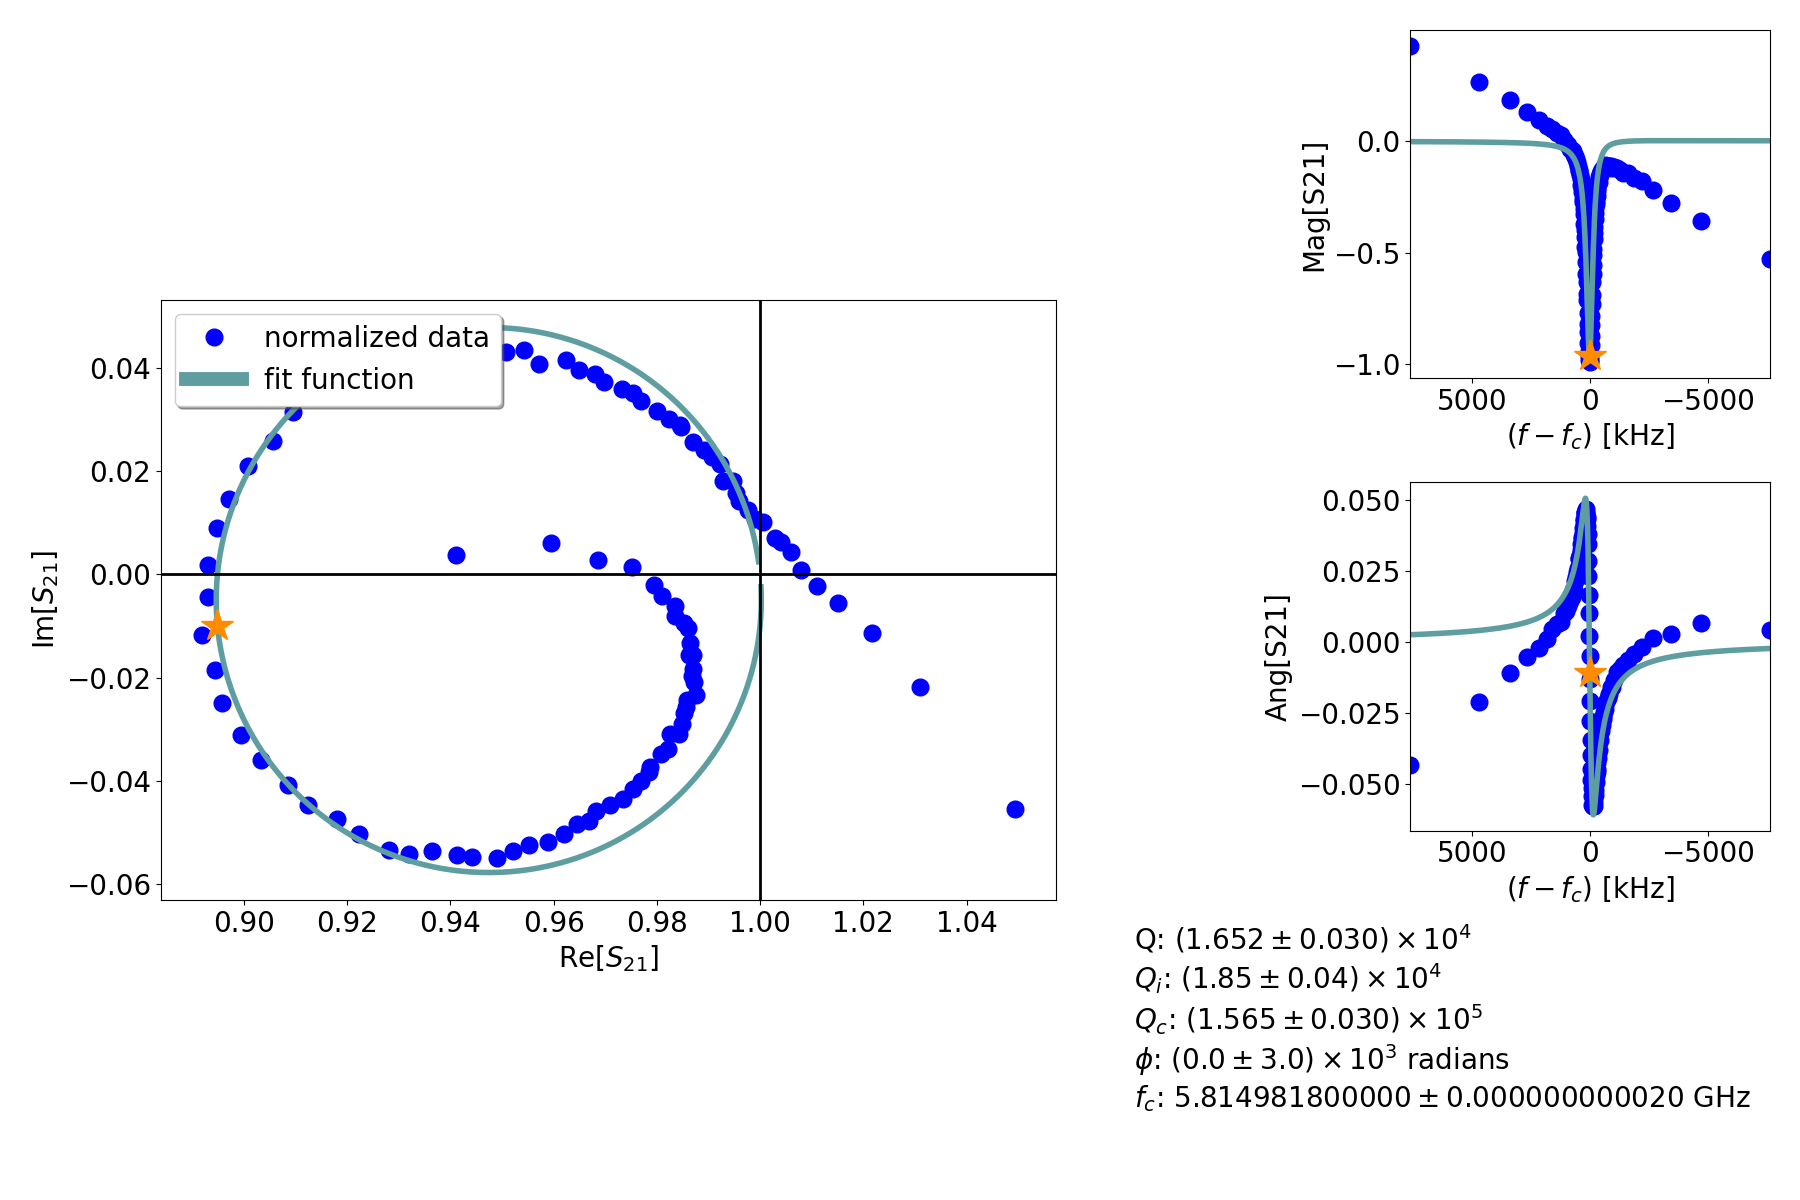 normalized data
fit function
0.04
0.02
0.00
−0.02
−0.04
−0.06
Im[S21]
0.90 0.92 0.94 0.96 0.98 1.00 1.02 1.04
Re[S21]
0.0
−0.5
−1.0
Mag[S21]
5000 0 −5000
(f − fc) [kHz]
0.050
0.025
0.000
−0.025
−0.050
Ang[S21]
5000 0 −5000
(f − fc) [kHz]
Q: (1.652 ± 0.030) × 10^4
Qi: (1.85 ± 0.04) × 10^4
Qc: (1.565 ± 0.030) × 10^5
ϕ: (0.0 ± 3.0) × 10^3 radians
fc: 5.814981800000 ± 0.000000000020 GHz